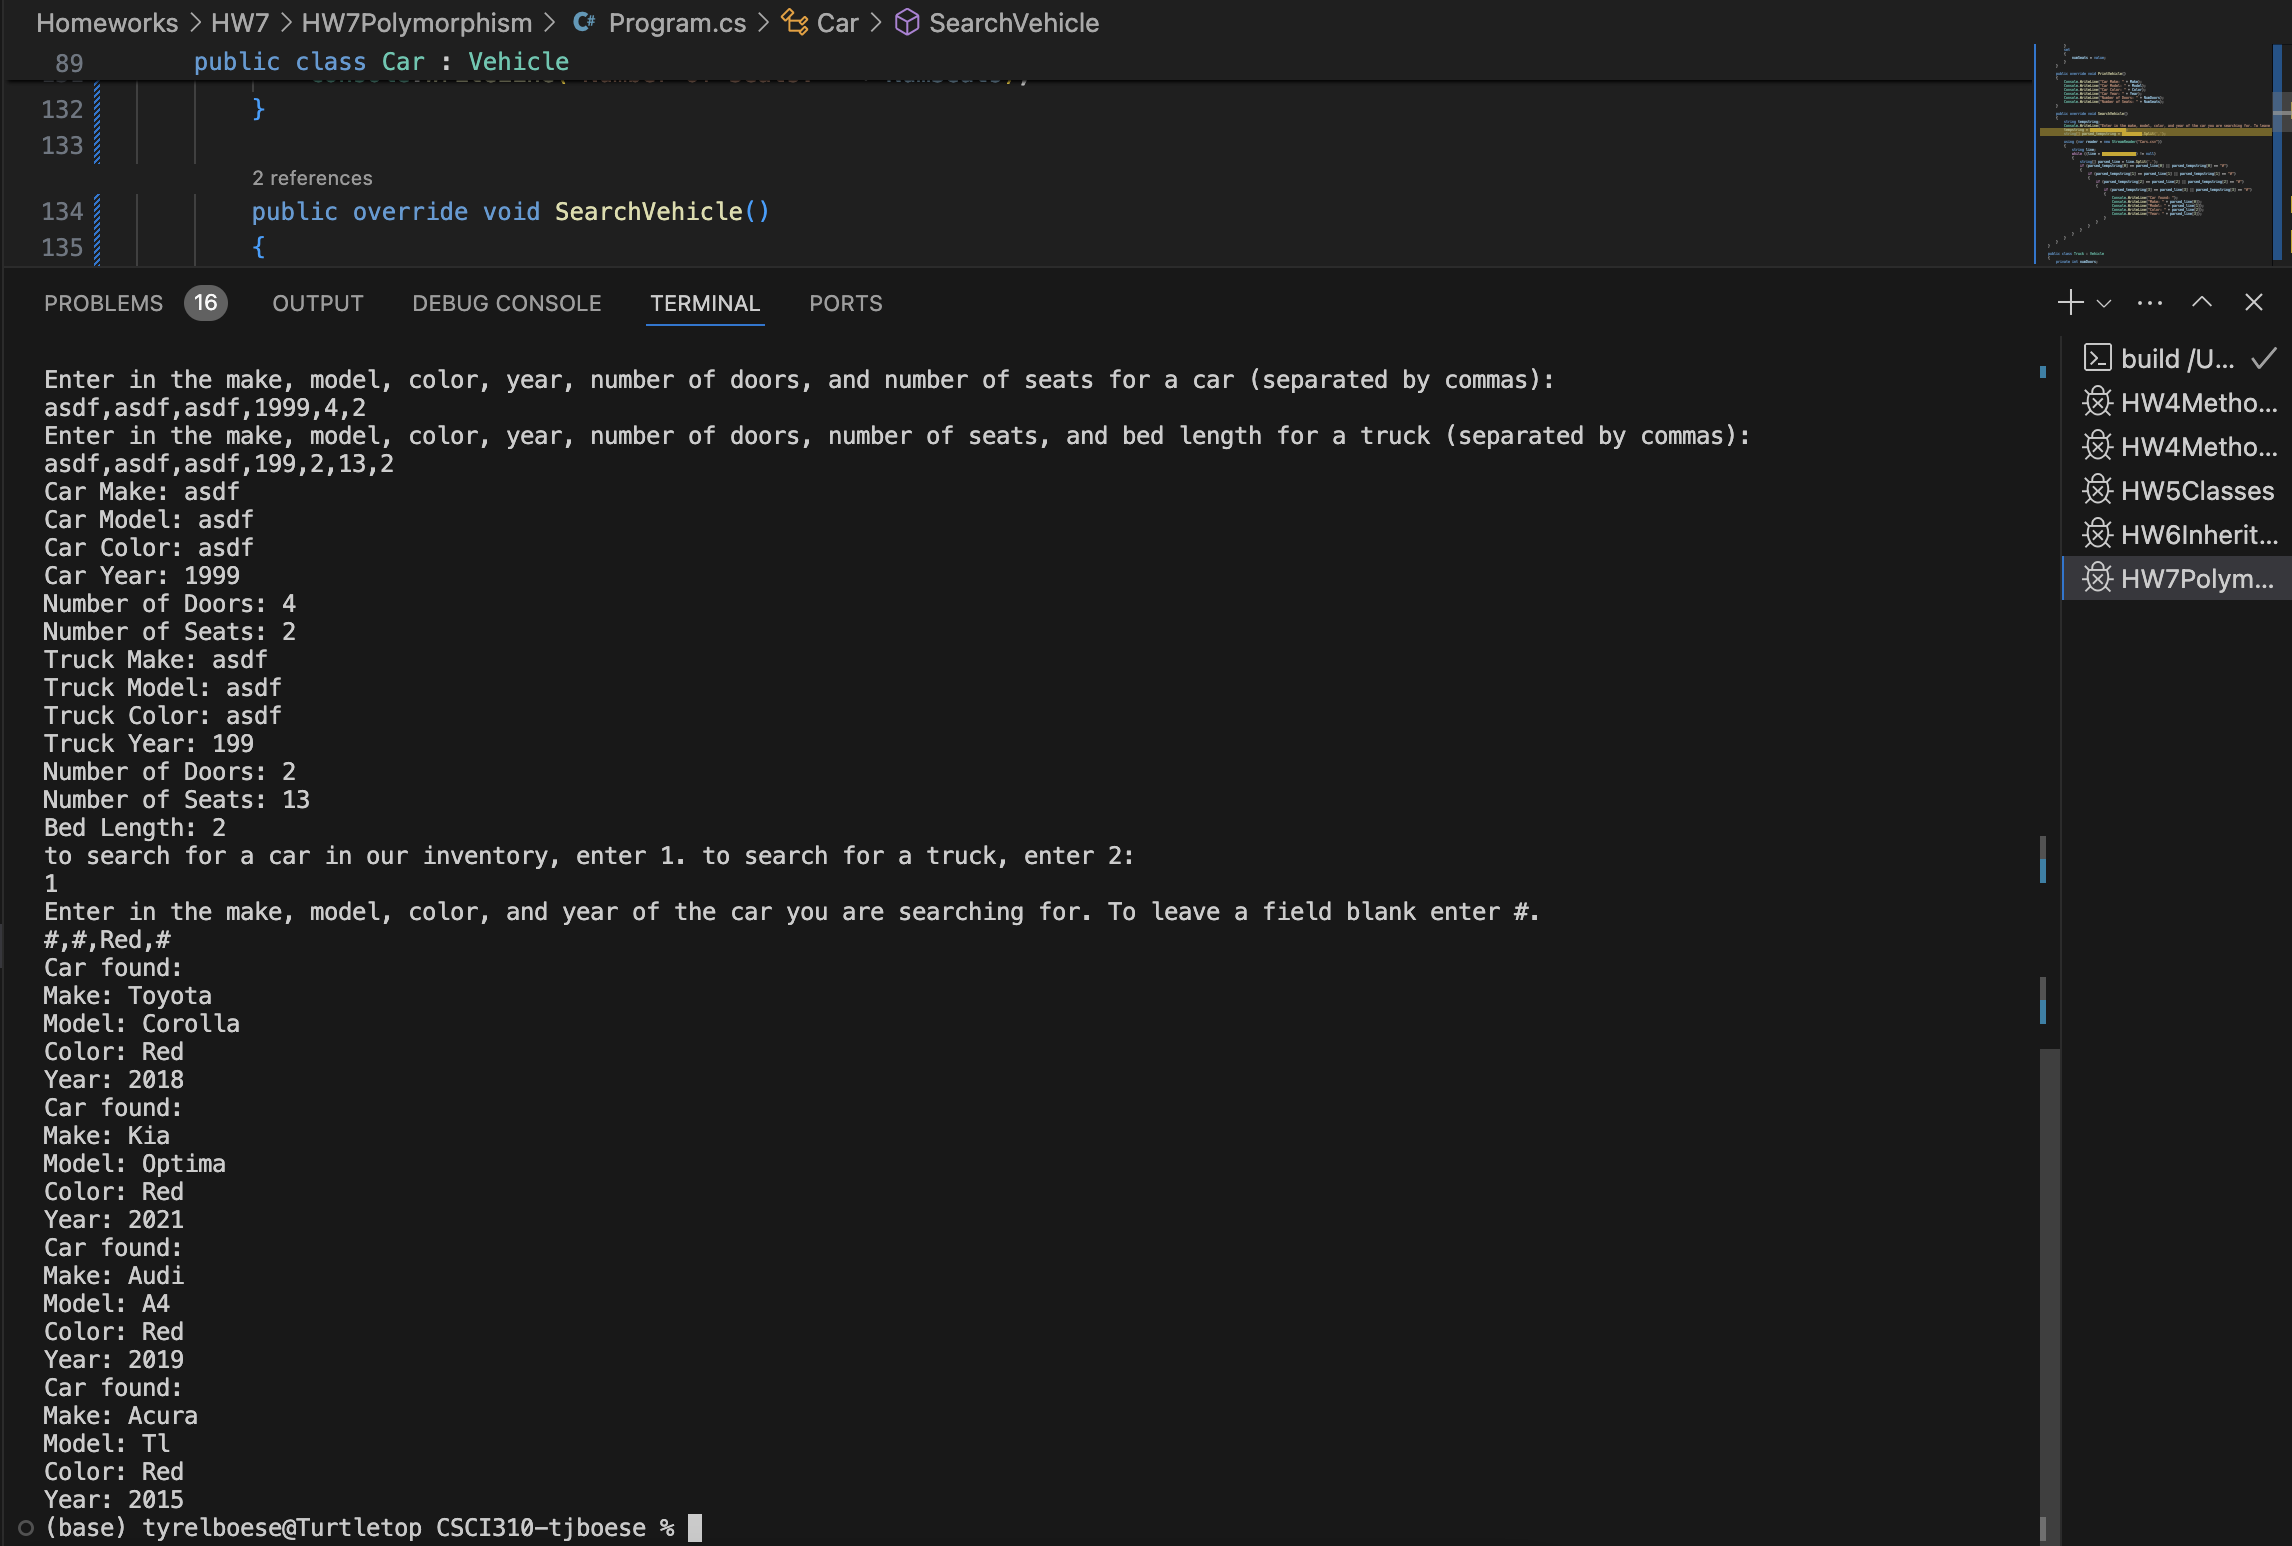 Homeworks > HW7 > HW7Polymorphism > C# Program.cs > Car > SearchVehicle
89 public class Car : Vehicle
132 }
133
2 references
134 public override void SearchVehicle()
135 {
PROBLEMS 16 OUTPUT DEBUG CONSOLE TERMINAL PORTS
Enter in the make, model, color, year, number of doors, and number of seats for a car (separated by commas):
asdf,asdf,asdf,1999,4,2
Enter in the make, model, color, year, number of doors, number of seats, and bed length for a truck (separated by commas):
asdf,asdf,asdf,199,2,13,2
Car Make: asdf
Car Model: asdf
Car Color: asdf
Car Year: 1999
Number of Doors: 4
Number of Seats: 2
Truck Make: asdf
Truck Model: asdf
Truck Color: asdf
Truck Year: 199
Number of Doors: 2
Number of Seats: 13
Bed Length: 2
to search for a car in our inventory, enter 1. to search for a truck, enter 2:
1
Enter in the make, model, color, and year of the car you are searching for. To leave a field blank enter #.
#,#,Red,#
Car found:
Make: Toyota
Model: Corolla
Color: Red
Year: 2018
Car found:
Make: Kia
Model: Optima
Color: Red
Year: 2021
Car found:
Make: Audi
Model: A4
Color: Red
Year: 2019
Car found:
Make: Acura
Model: Tl
Color: Red
Year: 2015
(base) tyrelboese@Turtletop CSCI310-tjboese %
build /U...
HW4Metho...
HW4Metho...
HW5Classes
HW6Inherit...
HW7Polym...